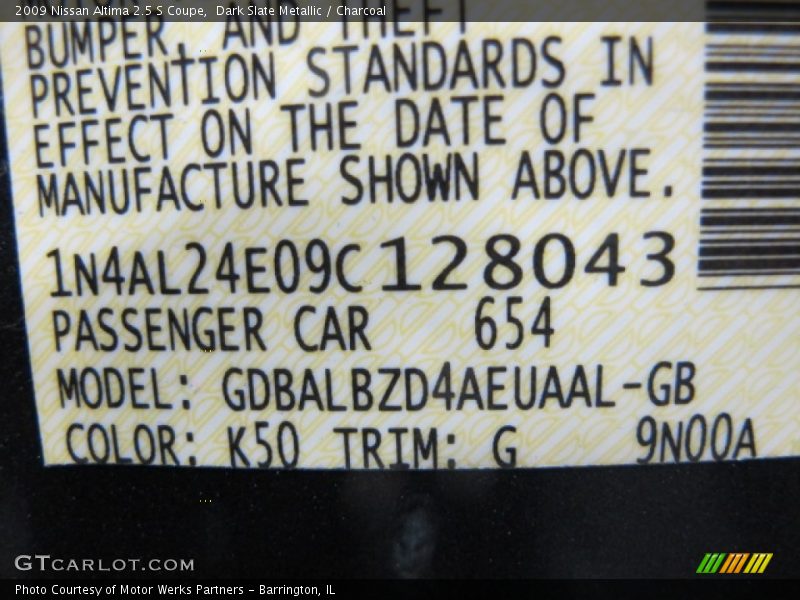 2009 Nissan Altima 2.5 S Coupe,  Dark Slate Metallic / Charcoal
BUMPER, AND THEFT
PREVENTION STANDARDS IN
EFFECT ON THE DATE OF
MANUFACTURE SHOWN ABOVE.
1N4AL24E09C128043
PASSENGER CAR 654
MODEL: GDBALBZD4AEUAAL-GB
COLOR: K50 TRIM: G 9N00A
GTCARLOT.COM
Photo Courtesy of Motor Werks Partners - Barrington, IL